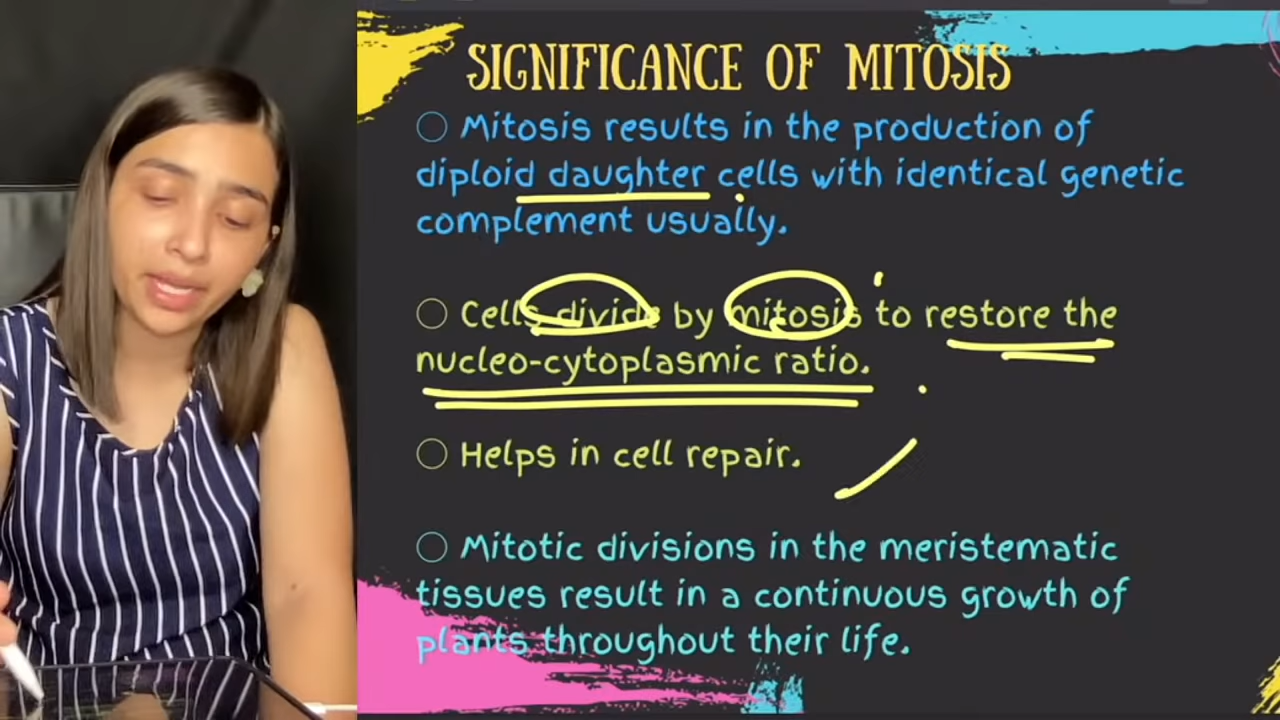 SIGNIFICANCE OF MITOSIS
○ Mitosis results in the production of
diploid daughter cells with identical genetic
complement usually.
○ Cells divide by mitosis to restore the
nucleo-cytoplasmic ratio.
○ Helps in cell repair.
○ Mitotic divisions in the meristematic
tissues result in a continuous growth of
plants throughout their life.